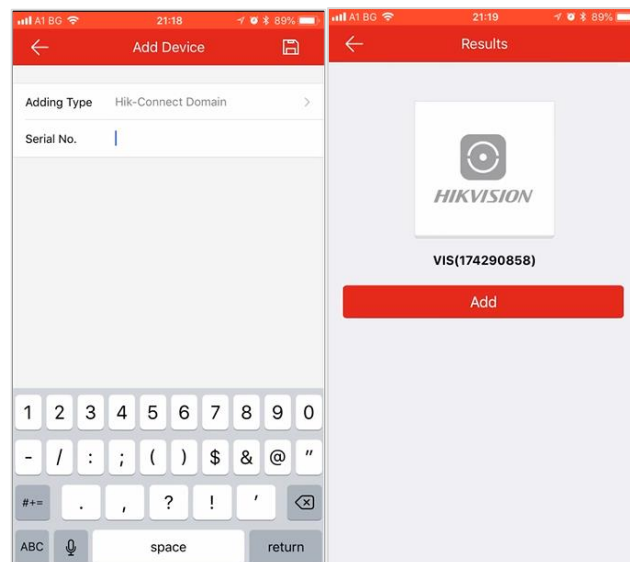 A1 BG 21:18 89%
Add Device
Adding Type Hik-Connect Domain
Serial No.
1 2 3 4 5 6 7 8 9 0
- / : ; ( ) $ & @ "
#+= . , ? ! '
ABC space return
A1 BG 21:19 89%
Results
HIKVISION
VIS(174290858)
Add